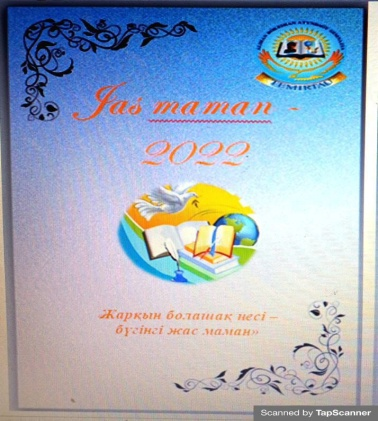 Jas maman -
2022
Жарқын болашақ иесі –
бүгінгі жас маман»
Scanned by TapScanner